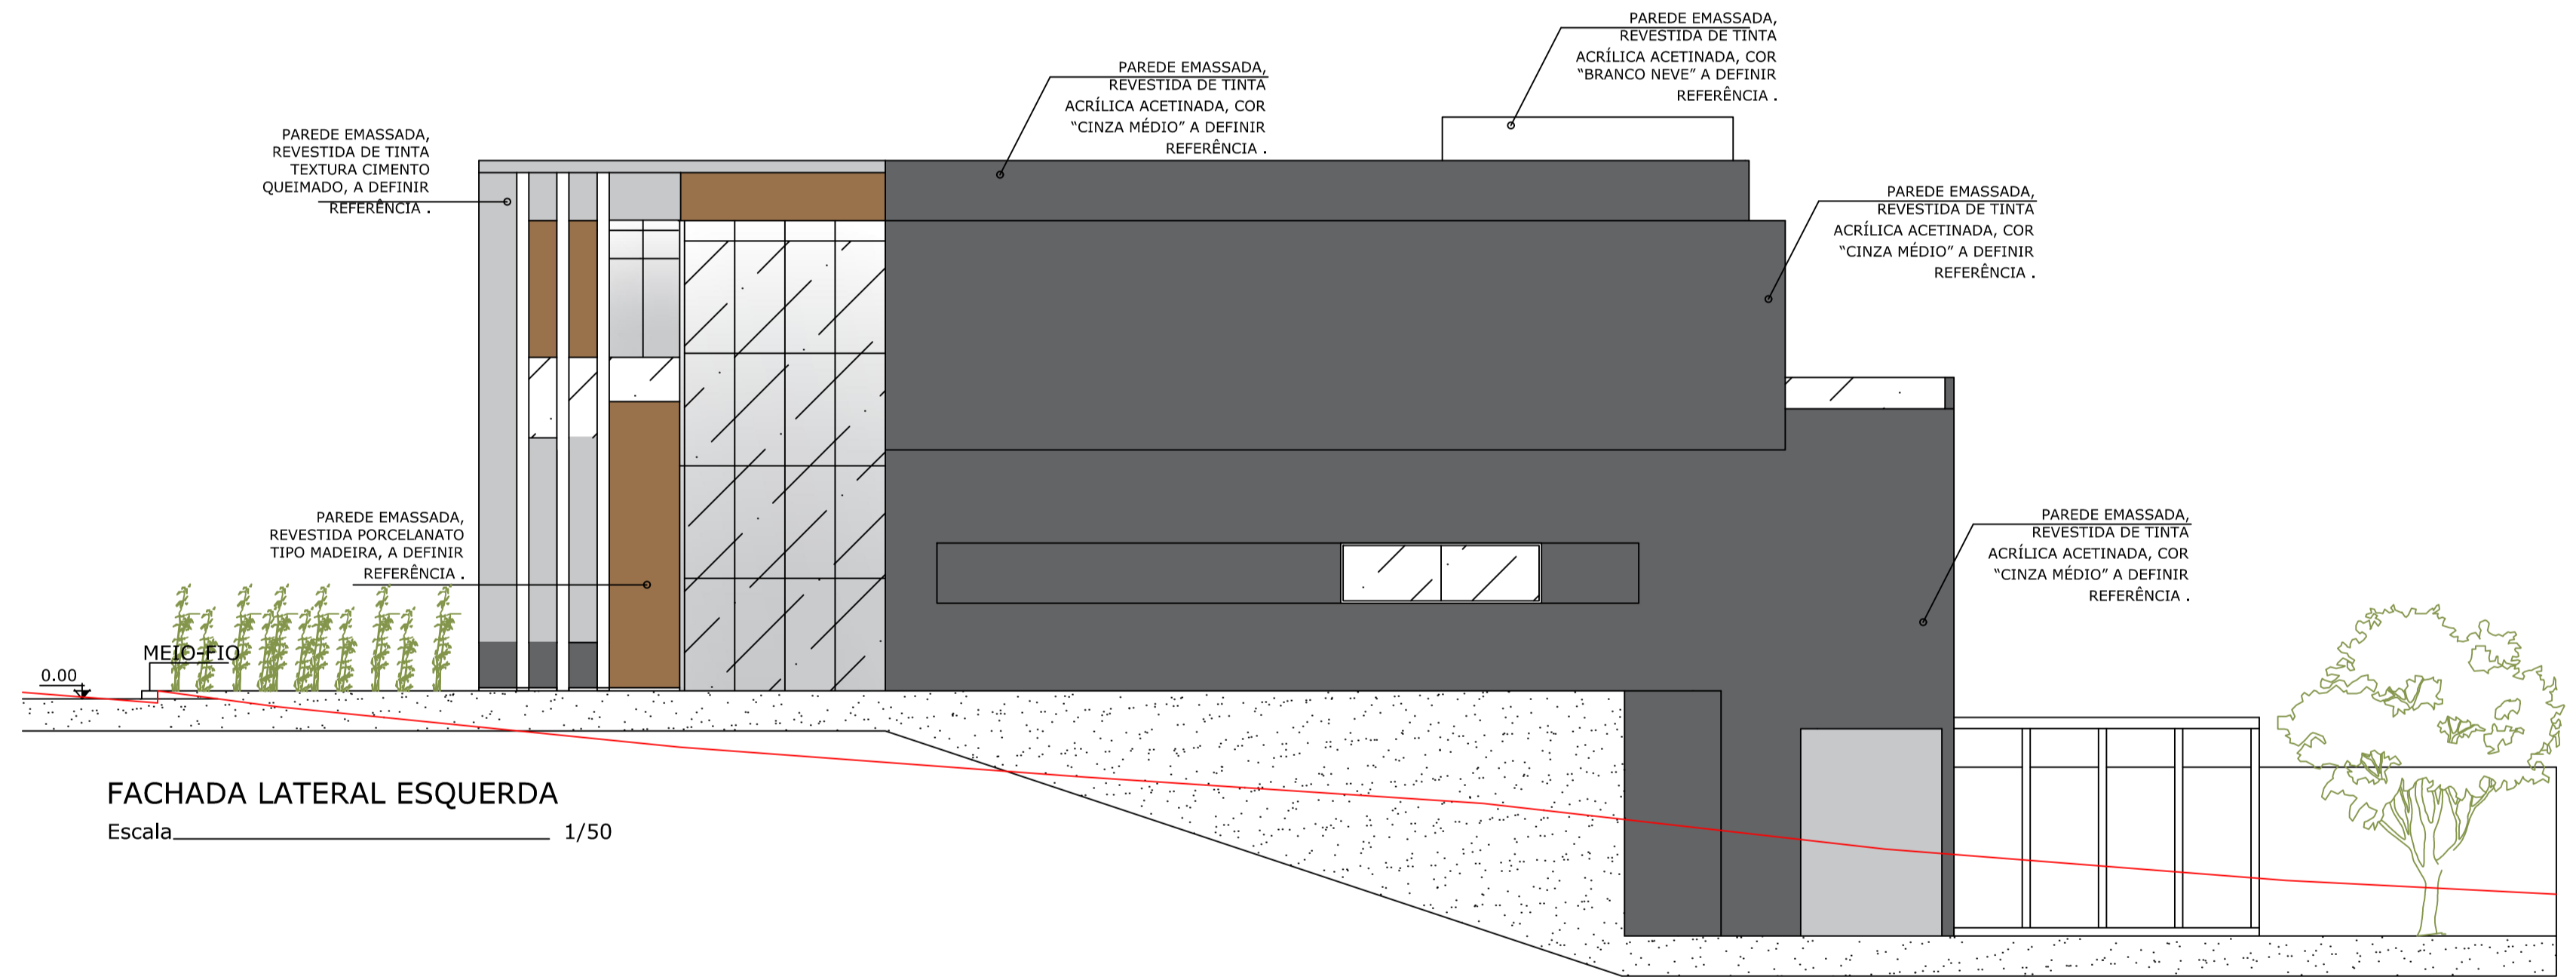 PAREDE EMASSADA,
REVESTIDA DE TINTA
ACRÍLICA ACETINADA, COR
“BRANCO NEVE” A DEFINIR
REFERÊNCIA .
PAREDE EMASSADA,
REVESTIDA DE TINTA
ACRÍLICA ACETINADA, COR
“CINZA MÉDIO” A DEFINIR
REFERÊNCIA .
PAREDE EMASSADA,
REVESTIDA DE TINTA
TEXTURA CIMENTO
QUEIMADO, A DEFINIR
REFERÊNCIA .
PAREDE EMASSADA,
REVESTIDA DE TINTA
ACRÍLICA ACETINADA, COR
“CINZA MÉDIO” A DEFINIR
REFERÊNCIA .
PAREDE EMASSADA,
REVESTIDA PORCELANATO
TIPO MADEIRA, A DEFINIR
REFERÊNCIA .
PAREDE EMASSADA,
REVESTIDA DE TINTA
ACRÍLICA ACETINADA, COR
“CINZA MÉDIO” A DEFINIR
REFERÊNCIA .
MEIO-FIO
0.00
FACHADA LATERAL ESQUERDA
Escala 1/50